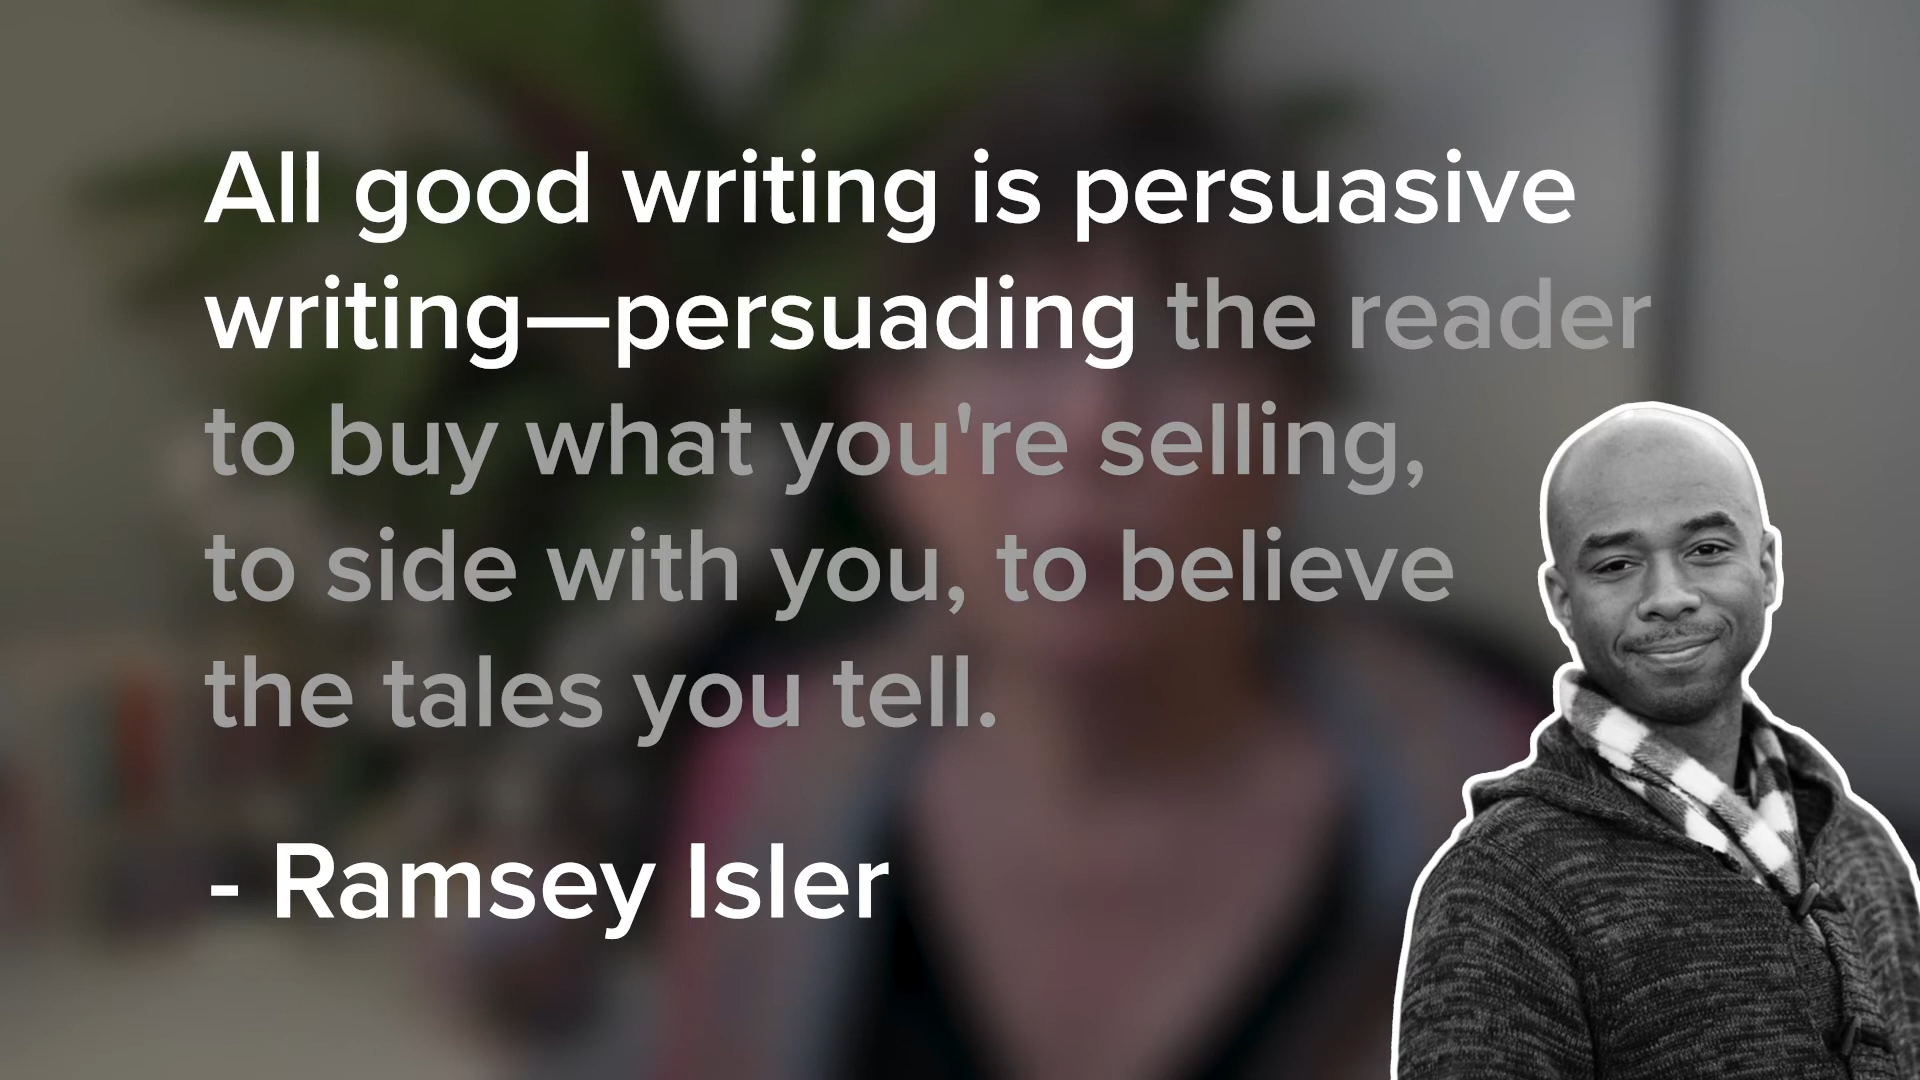 All good writing is persuasive
writing—persuading the reader
to buy what you're selling,
to side with you, to believe
the tales you tell.
- Ramsey Isler